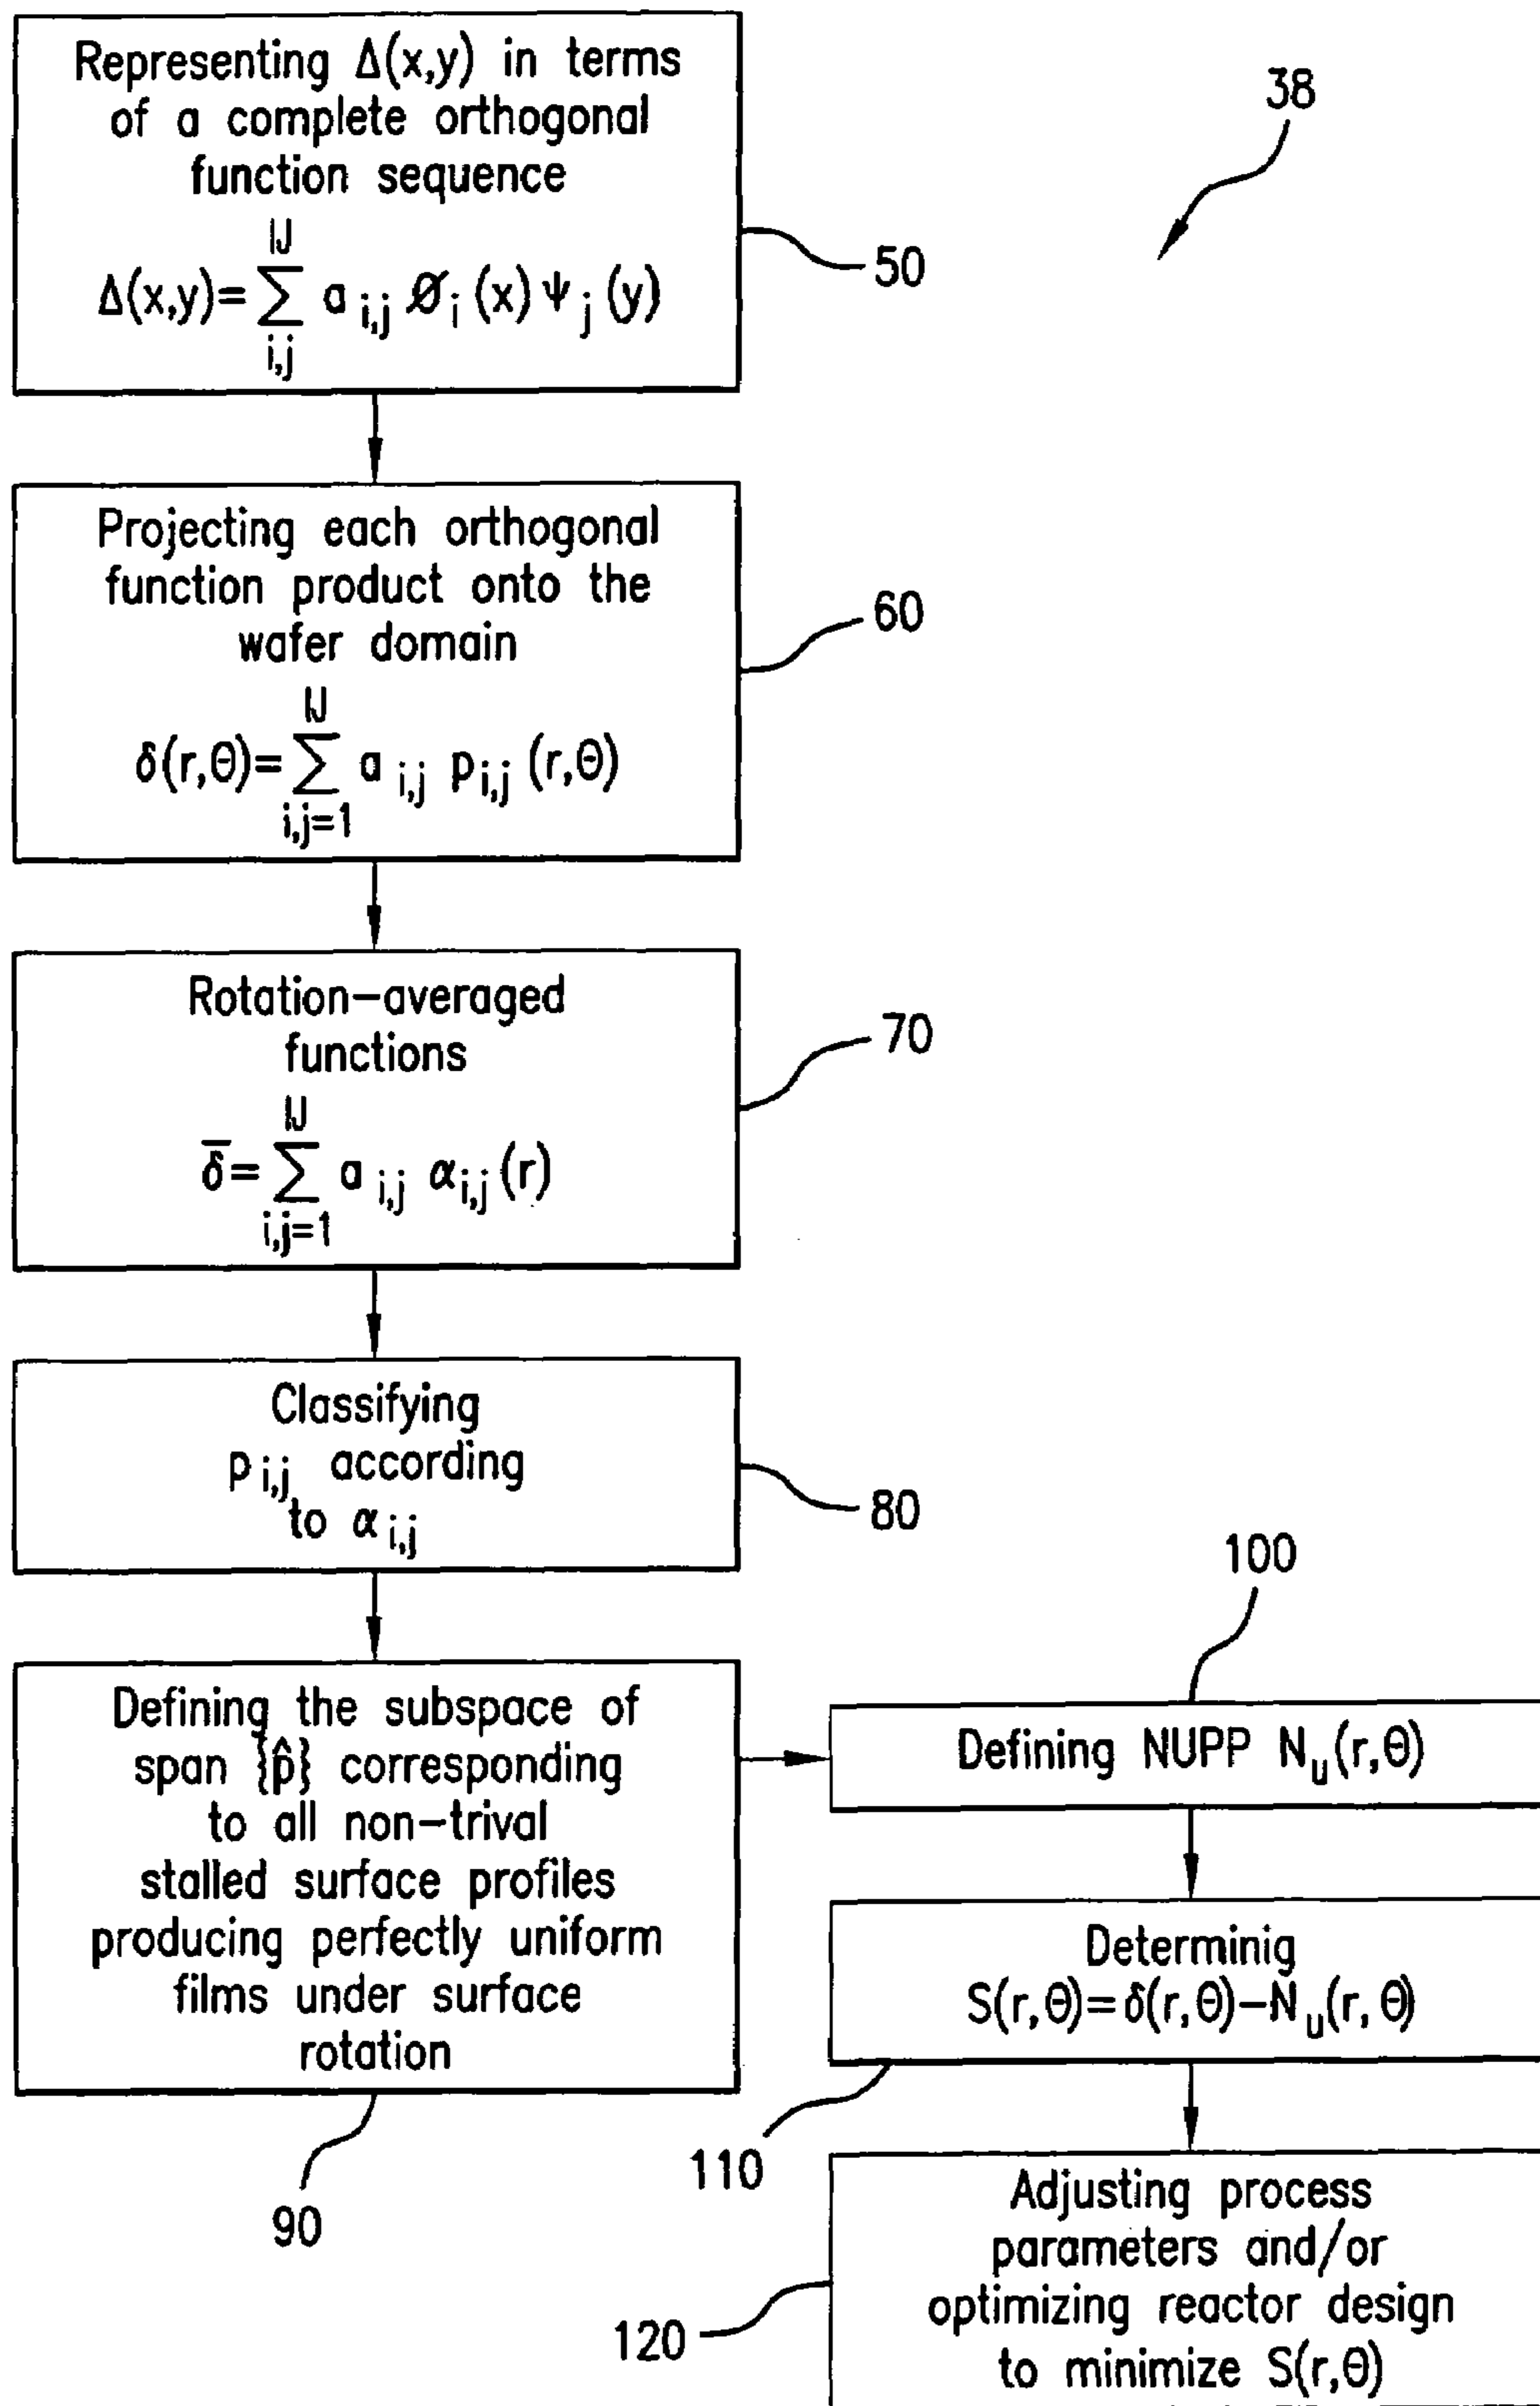 Representing Δ(x,y) in terms
of a complete orthogonal
function sequence
IJ
Δ(x,y)=∑ a i,j Ø i (x) Ψ j (y)
i,j
38
50
Projecting each orthogonal
function product onto the
wafer domain
IJ
δ(r,Θ)=∑ a i,j p i,j (r,Θ)
i,j=1
60
Rotation-averaged
functions
IJ
δ̅=∑ a i,j α i,j (r)
i,j=1
70
Classifying
p i,j according
to α i,j
80
Defining the subspace of
span {p̂} corresponding
to all non-trival
stalled surface profiles
producing perfectly uniform
films under surface
rotation
90
100
Defining NUPP N u (r,Θ)
Determinig
S(r,Θ)=δ(r,Θ)-N u (r,Θ)
110
Adjusting process
parameters and/or
optimizing reactor design
to minimize S(r,Θ)
120